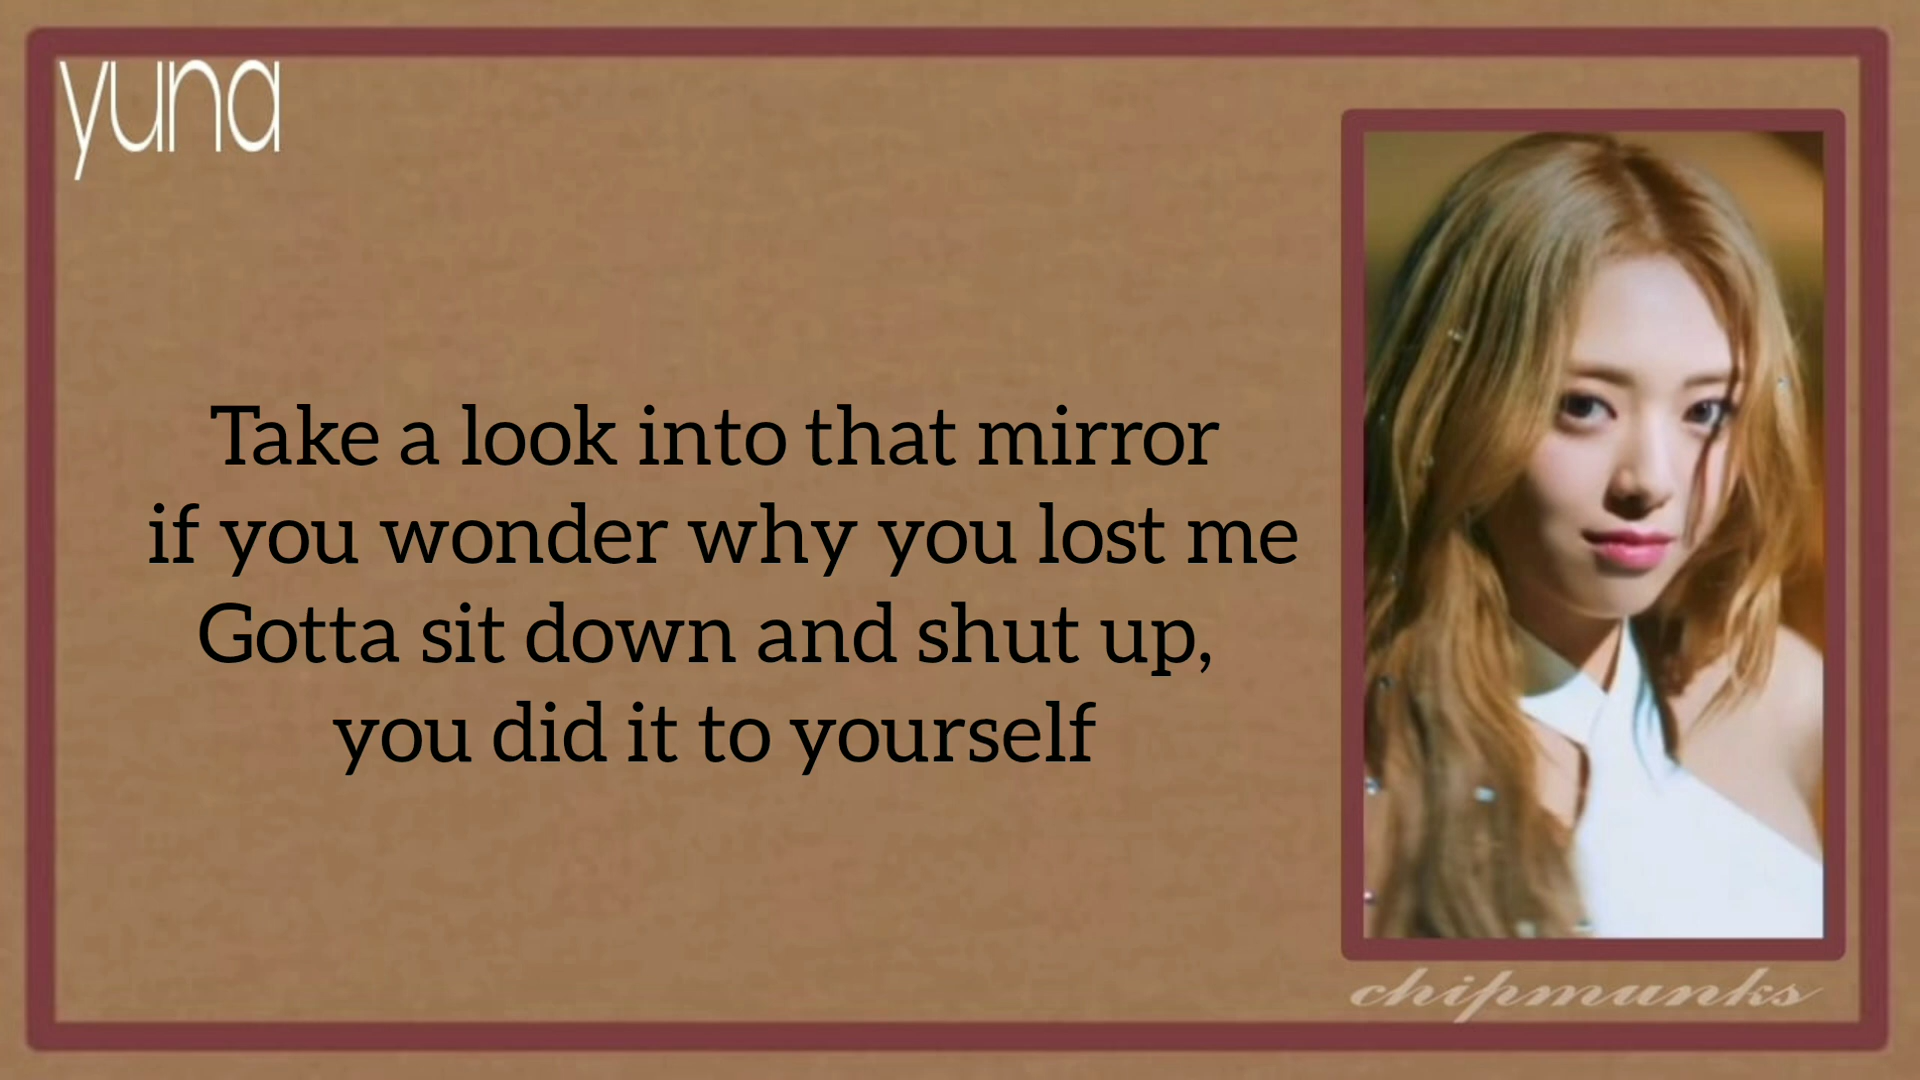 yuna
Take a look into that mirror
if you wonder why you lost me
Gotta sit down and shut up,
you did it to yourself
chipmunks